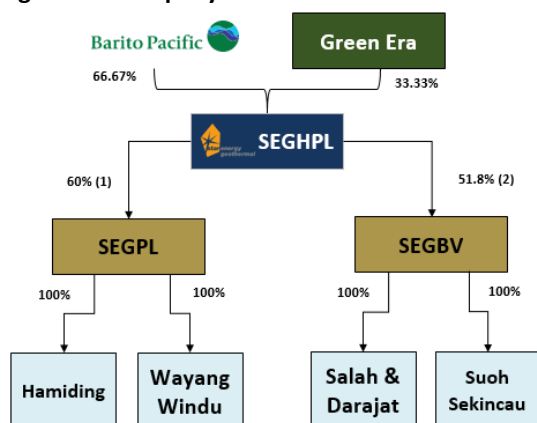 Barito Pacific
Green Era
66.67%
33.33%
SEGHPL
60% (1)
51.8% (2)
SEGPL
SEGBV
100%
100%
100%
100%
Hamiding
Wayang
Windu
Salah &
Darajat
Suoh
Sekincau